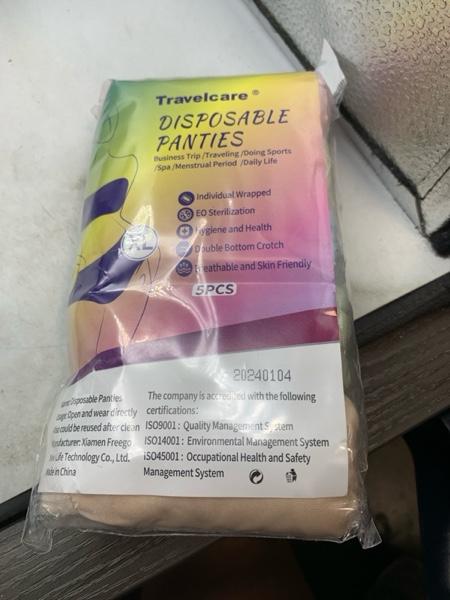 Travelcare ®
DISPOSABLE
PANTIES
Business Trip /Traveling /Doing Sports
/Spa /Menstrual Period /Daily Life
Individual Wrapped
EO Sterilization
Hygiene and Health
Double Bottom Crotch
Breathable and Skin Friendly
XL
5PCS
20240104
Disposable Panties
Open and wear directly
could be reused after clean
Manufacturer: Xiamen Freego
Life Technology Co., Ltd.
Made in China
The company is accredited with the following
certifications:
ISO9001: Quality Management System
ISO14001: Environmental Management System
ISO45001: Occupational Health and Safety
Management System